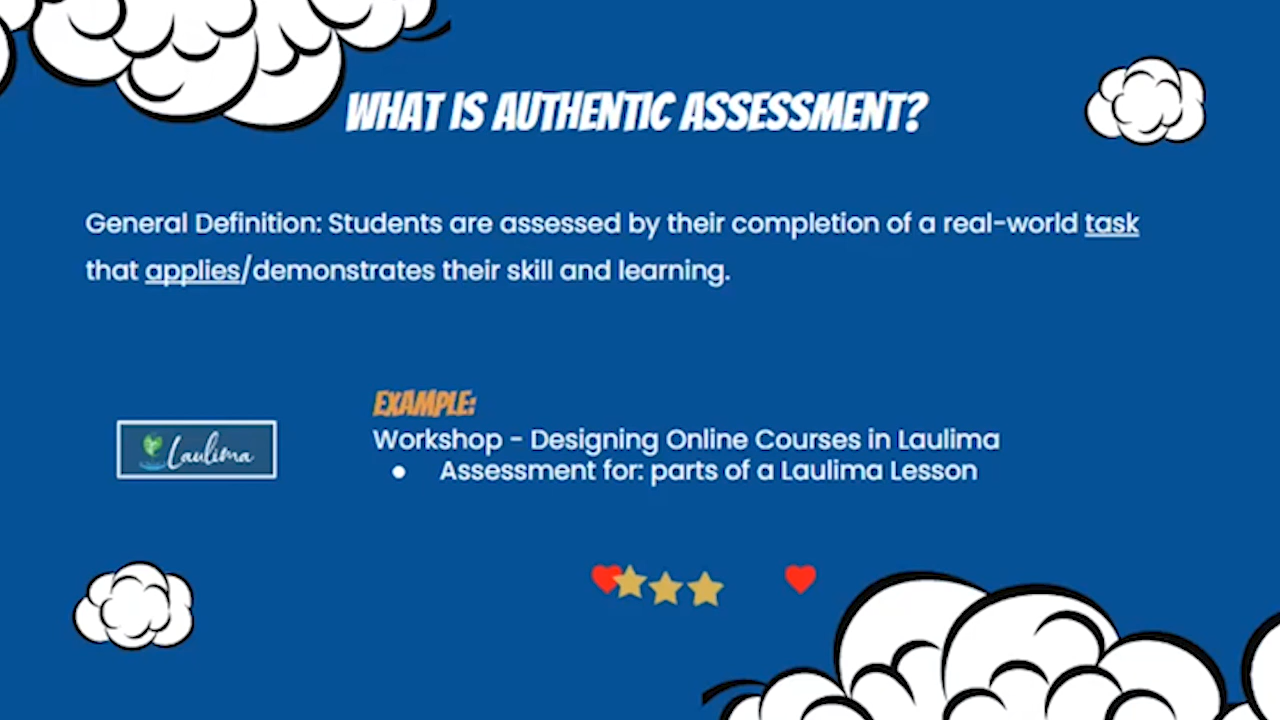 WHAT IS AUTHENTIC ASSESSMENT?
General Definition: Students are assessed by their completion of a real-world task
that applies/demonstrates their skill and learning.
EXAMPLE:
Laulima
Workshop - Designing Online Courses in Laulima
● Assessment for: parts of a Laulima Lesson